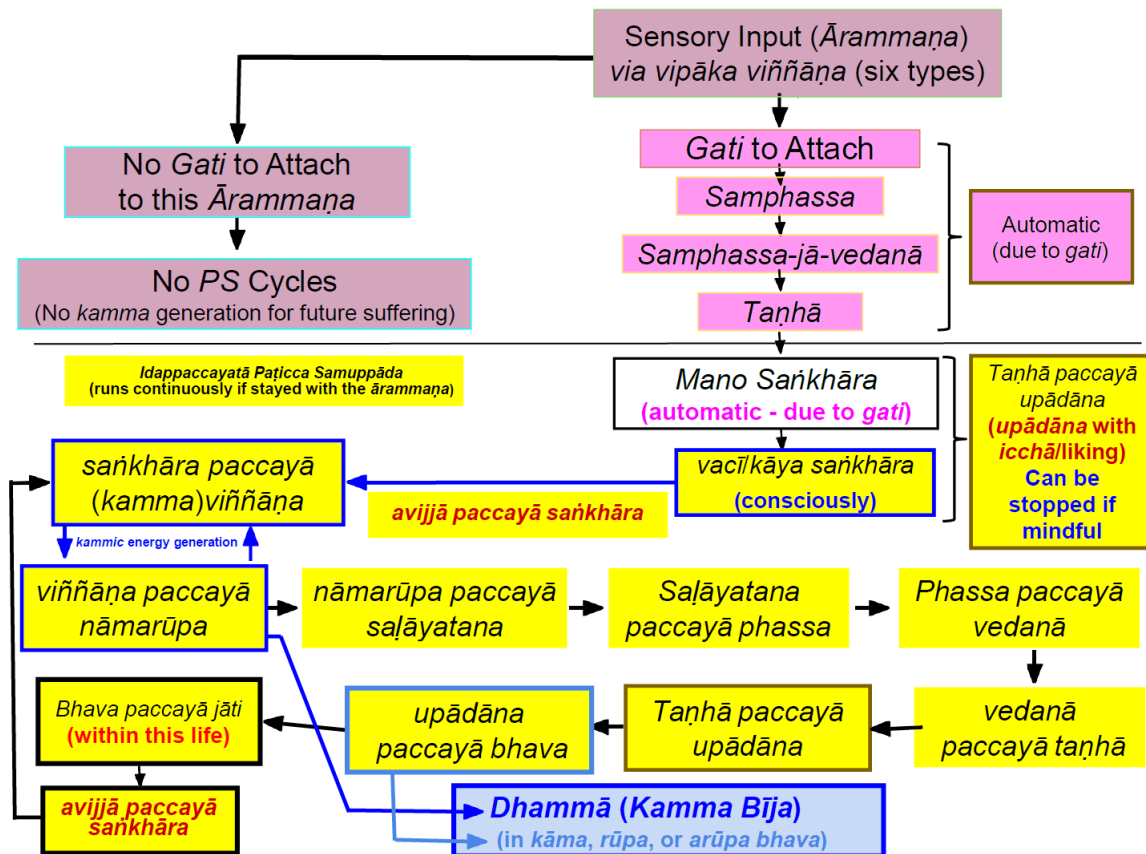 Sensory Input (Ārammaṇa)
via vipāka viññāṇa (six types)
No Gati to Attach
to this Ārammaṇa
Gati to Attach
Samphassa
Samphassa-jā-vedanā
Taṇhā
Automatic
(due to gati)
No PS Cycles
(No kamma generation for future suffering)
Idappaccayatā Paṭicca Samuppāda
(runs continuously if stayed with the ārammaṇa)
Mano Saṅkhāra
(automatic - due to gati)
Taṇhā paccayā
upādāna
(upādāna with
icchā/liking)
Can be
stopped if
mindful
saṅkhāra paccayā
(kamma)viññāṇa
vacī/kāya saṅkhāra
(consciously)
avijjā paccayā saṅkhāra
kammic energy generation
viññāṇa paccayā
nāmarūpa
nāmarūpa paccayā
saḷāyatana
Saḷāyatana
paccayā phassa
Phassa paccayā
vedanā
Bhava paccayā jāti
(within this life)
upādāna
paccayā bhava
Taṇhā paccayā
upādāna
vedanā
paccayā taṇhā
avijjā paccayā
saṅkhāra
Dhammā (Kamma Bīja)
(in kāma, rūpa, or arūpa bhava)